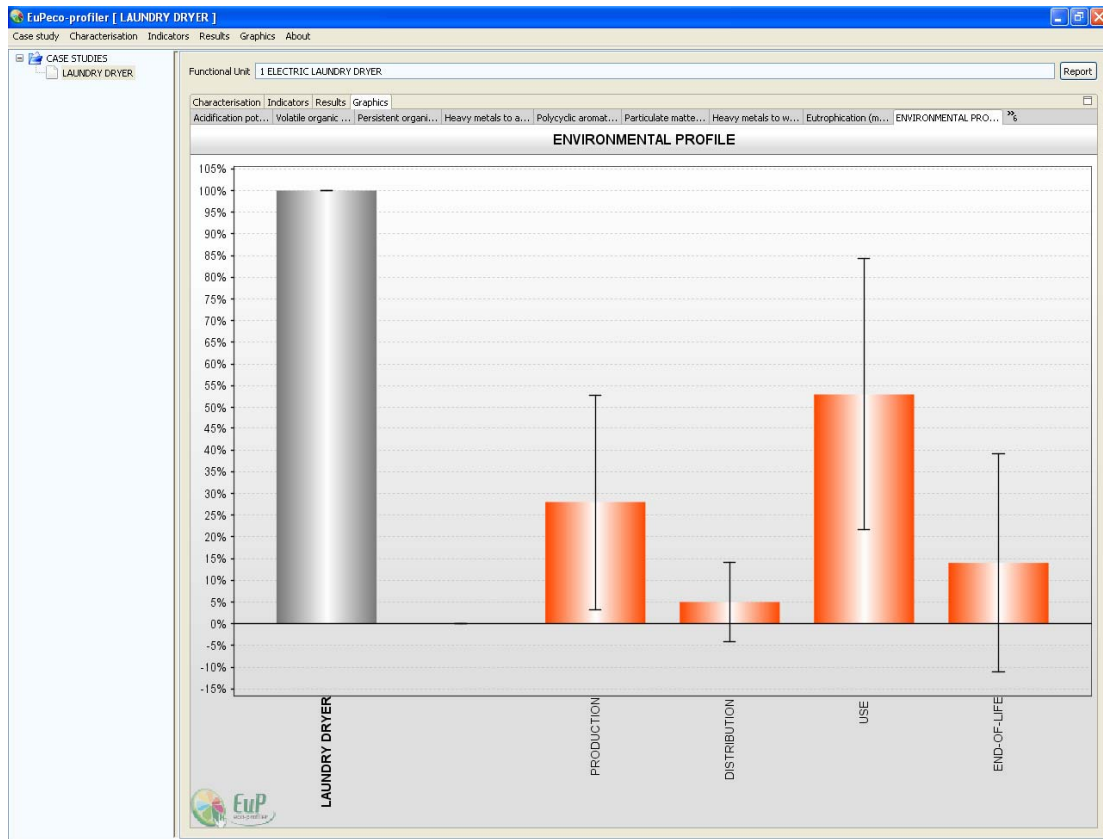 EuPeco-profiler [ LAUNDRY DRYER ]
Case study Characterisation Indicators Results Graphics About
CASE STUDIES
LAUNDRY DRYER
Functional Unit 1 ELECTRIC LAUNDRY DRYER Report
Characterisation Indicators Results Graphics
Acidification pot... Volatile organic ... Persistent organi... Heavy metals to a... Polycyclic aromat... Particulate matte... Heavy metals to w... Eutrophication (m... ENVIRONMENTAL PRO... »6
ENVIRONMENTAL PROFILE
105%
100%
95%
90%
85%
80%
75%
70%
65%
60%
55%
50%
45%
40%
35%
30%
25%
20%
15%
10%
5%
0%
-5%
-10%
-15%
LAUNDRY DRYER
PRODUCTION
DISTRIBUTION
USE
END-OF-LIFE
EuP
eco-profiler